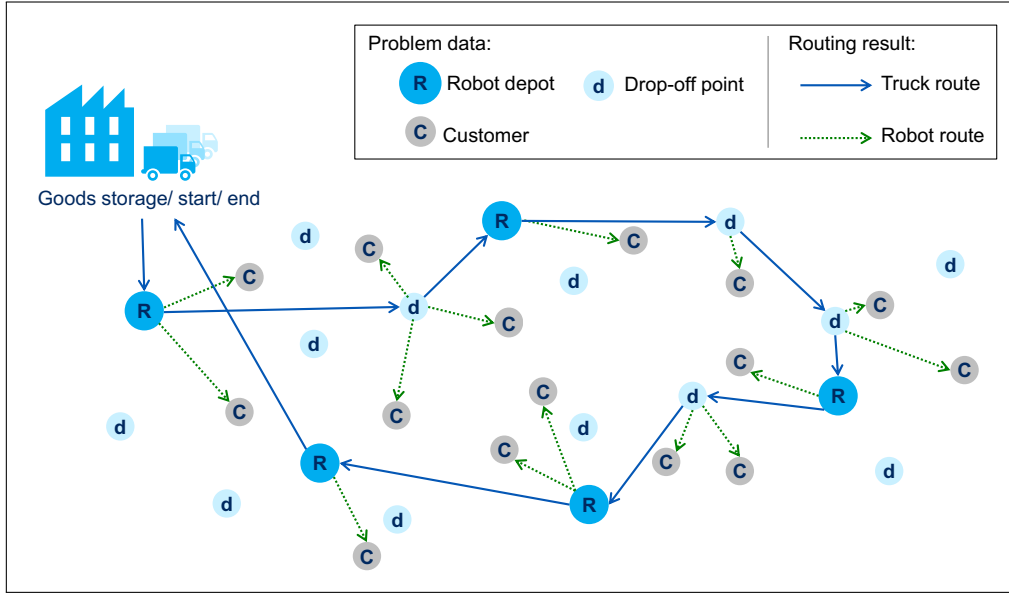 Problem data:
Routing result:
R Robot depot
d Drop-off point
Truck route
C Customer
Robot route
Goods storage/ start/ end
R
d
d
C
C
d
C
d
C
d
R
d
C
d
C
d
C
C
C
R
C
d
C
C
d
d
C
C
C
R
C
d
d
R
d
C